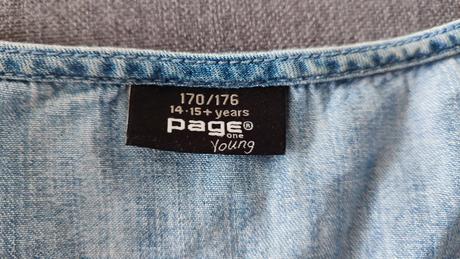 170/176
14-15+ years
page®
one
Young